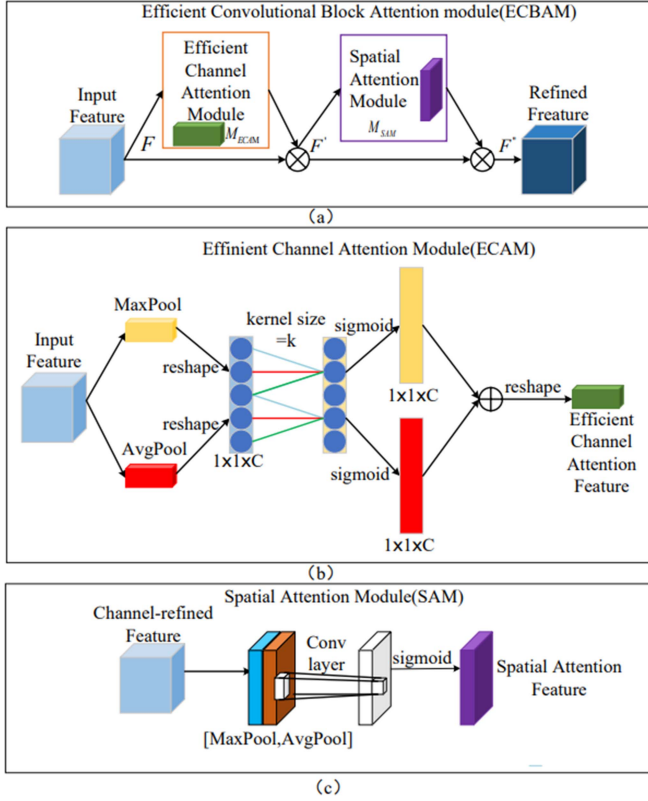 Efficient Convolutional Block Attention module(ECBAM)
Input
Feature
F
Efficient
Channel
Attention
Module
M_ECAM
F'
Spatial
Attention
Module
M_SAM
F"
Refined
Freature
(a)
Effinient Channel Attention Module(ECAM)
Input
Feature
MaxPool
AvgPool
reshape
reshape
1x1xC
kernel size
=k
sigmoid
sigmoid
1x1xC
1x1xC
reshape
Efficient
Channel
Attention
Feature
(b)
Spatial Attention Module(SAM)
Channel-refined
Feature
[MaxPool,AvgPool]
Conv
layer
sigmoid
Spatial Attention
Feature
(c)